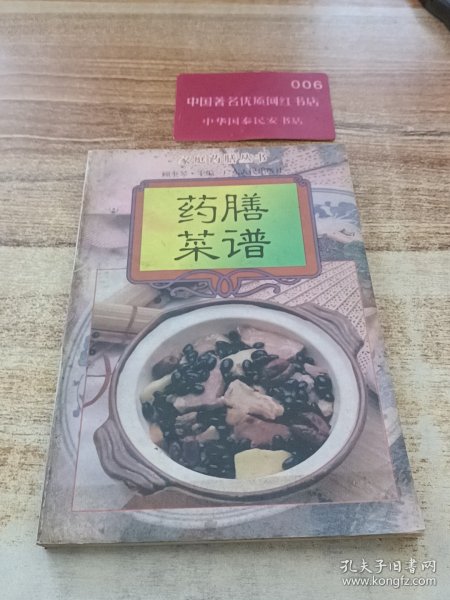 006
中国著名优质网红书店
中华国泰民安书店
家庭药膳丛书
主编
药膳
菜谱
孔夫子旧书网
www.kongfz.com